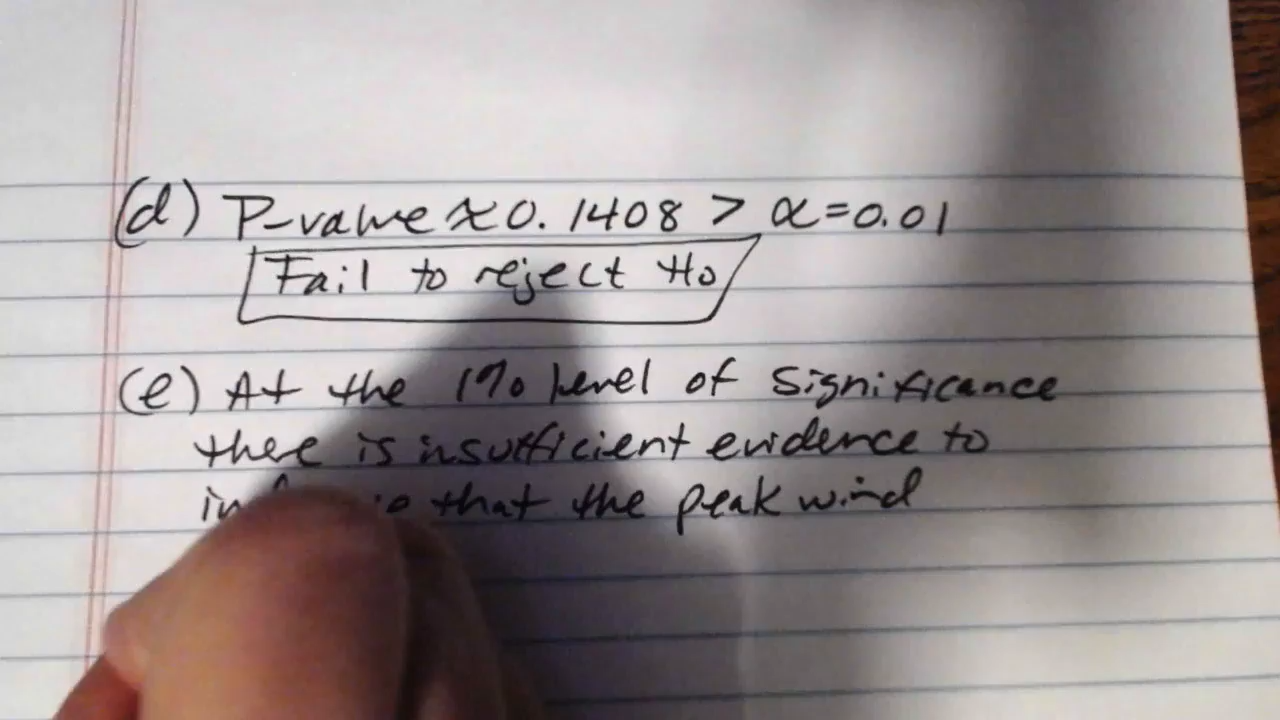 (d) P-value ≈ 0.1408 > α = 0.01
Fail to reject H₀
(e) At the 1% level of significance
there is insufficient evidence to
that the peak wind